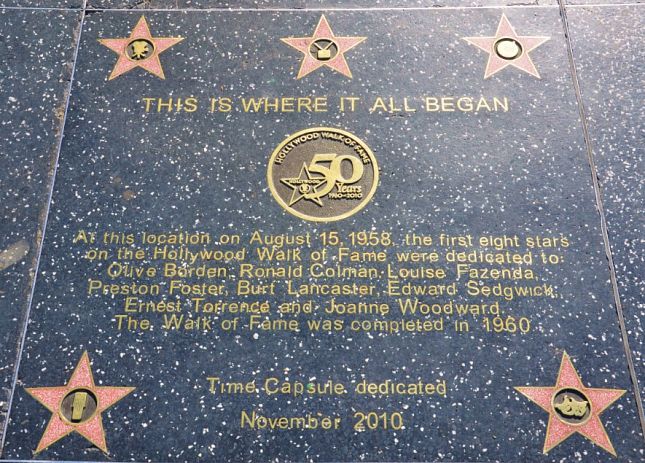 THIS IS WHERE IT ALL BEGAN
HOLLYWOOD WALK OF FAME
50
HOLLYWOOD
Years
1960-2010
At this location on August 15, 1958, the first eight stars
on the Hollywood Walk of Fame were dedicated to:
Olive Borden, Ronald Colman, Louise Fazenda,
Preston Foster, Burt Lancaster, Edward Sedgwick,
Ernest Torrence and Joanne Woodward.
The Walk of Fame was completed in 1960
Time Capsule dedicated
November 2010